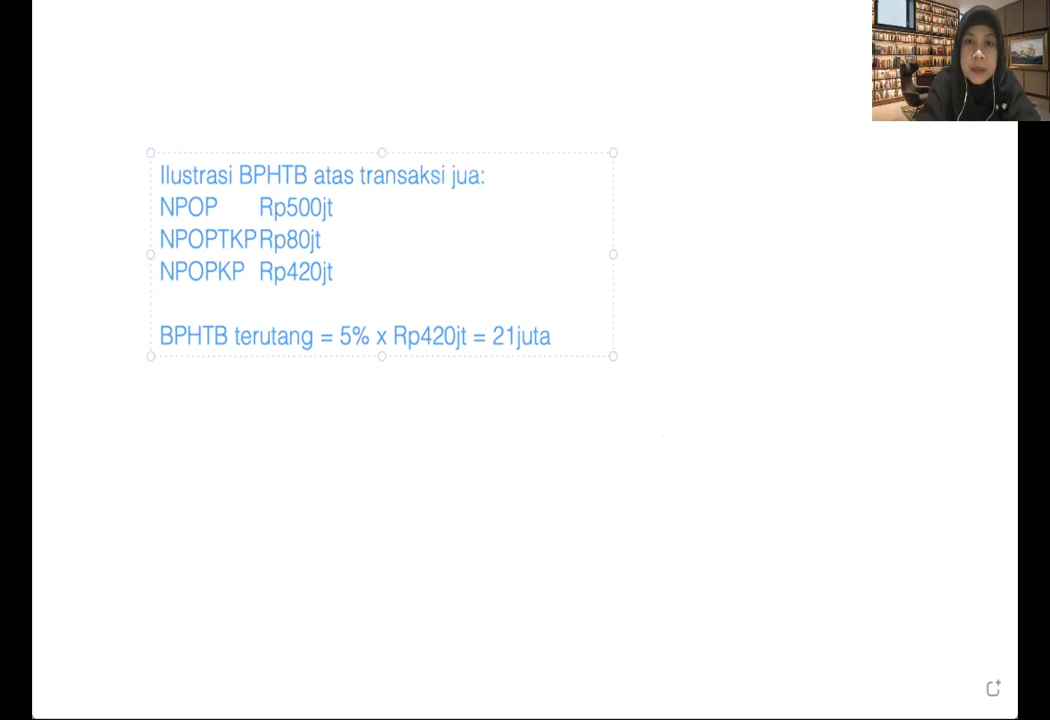 Ilustrasi BPHTB atas transaksi jua:
NPOP Rp500jt
NPOPTKP Rp80jt
NPOPKP Rp420jt
BPHTB terutang = 5% x Rp420jt = 21juta